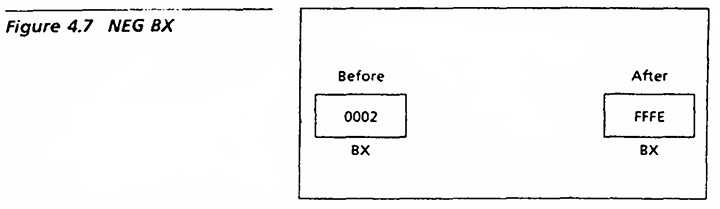 Figure 4.7 NEG BX
Before After
0002 FFFE
BX BX